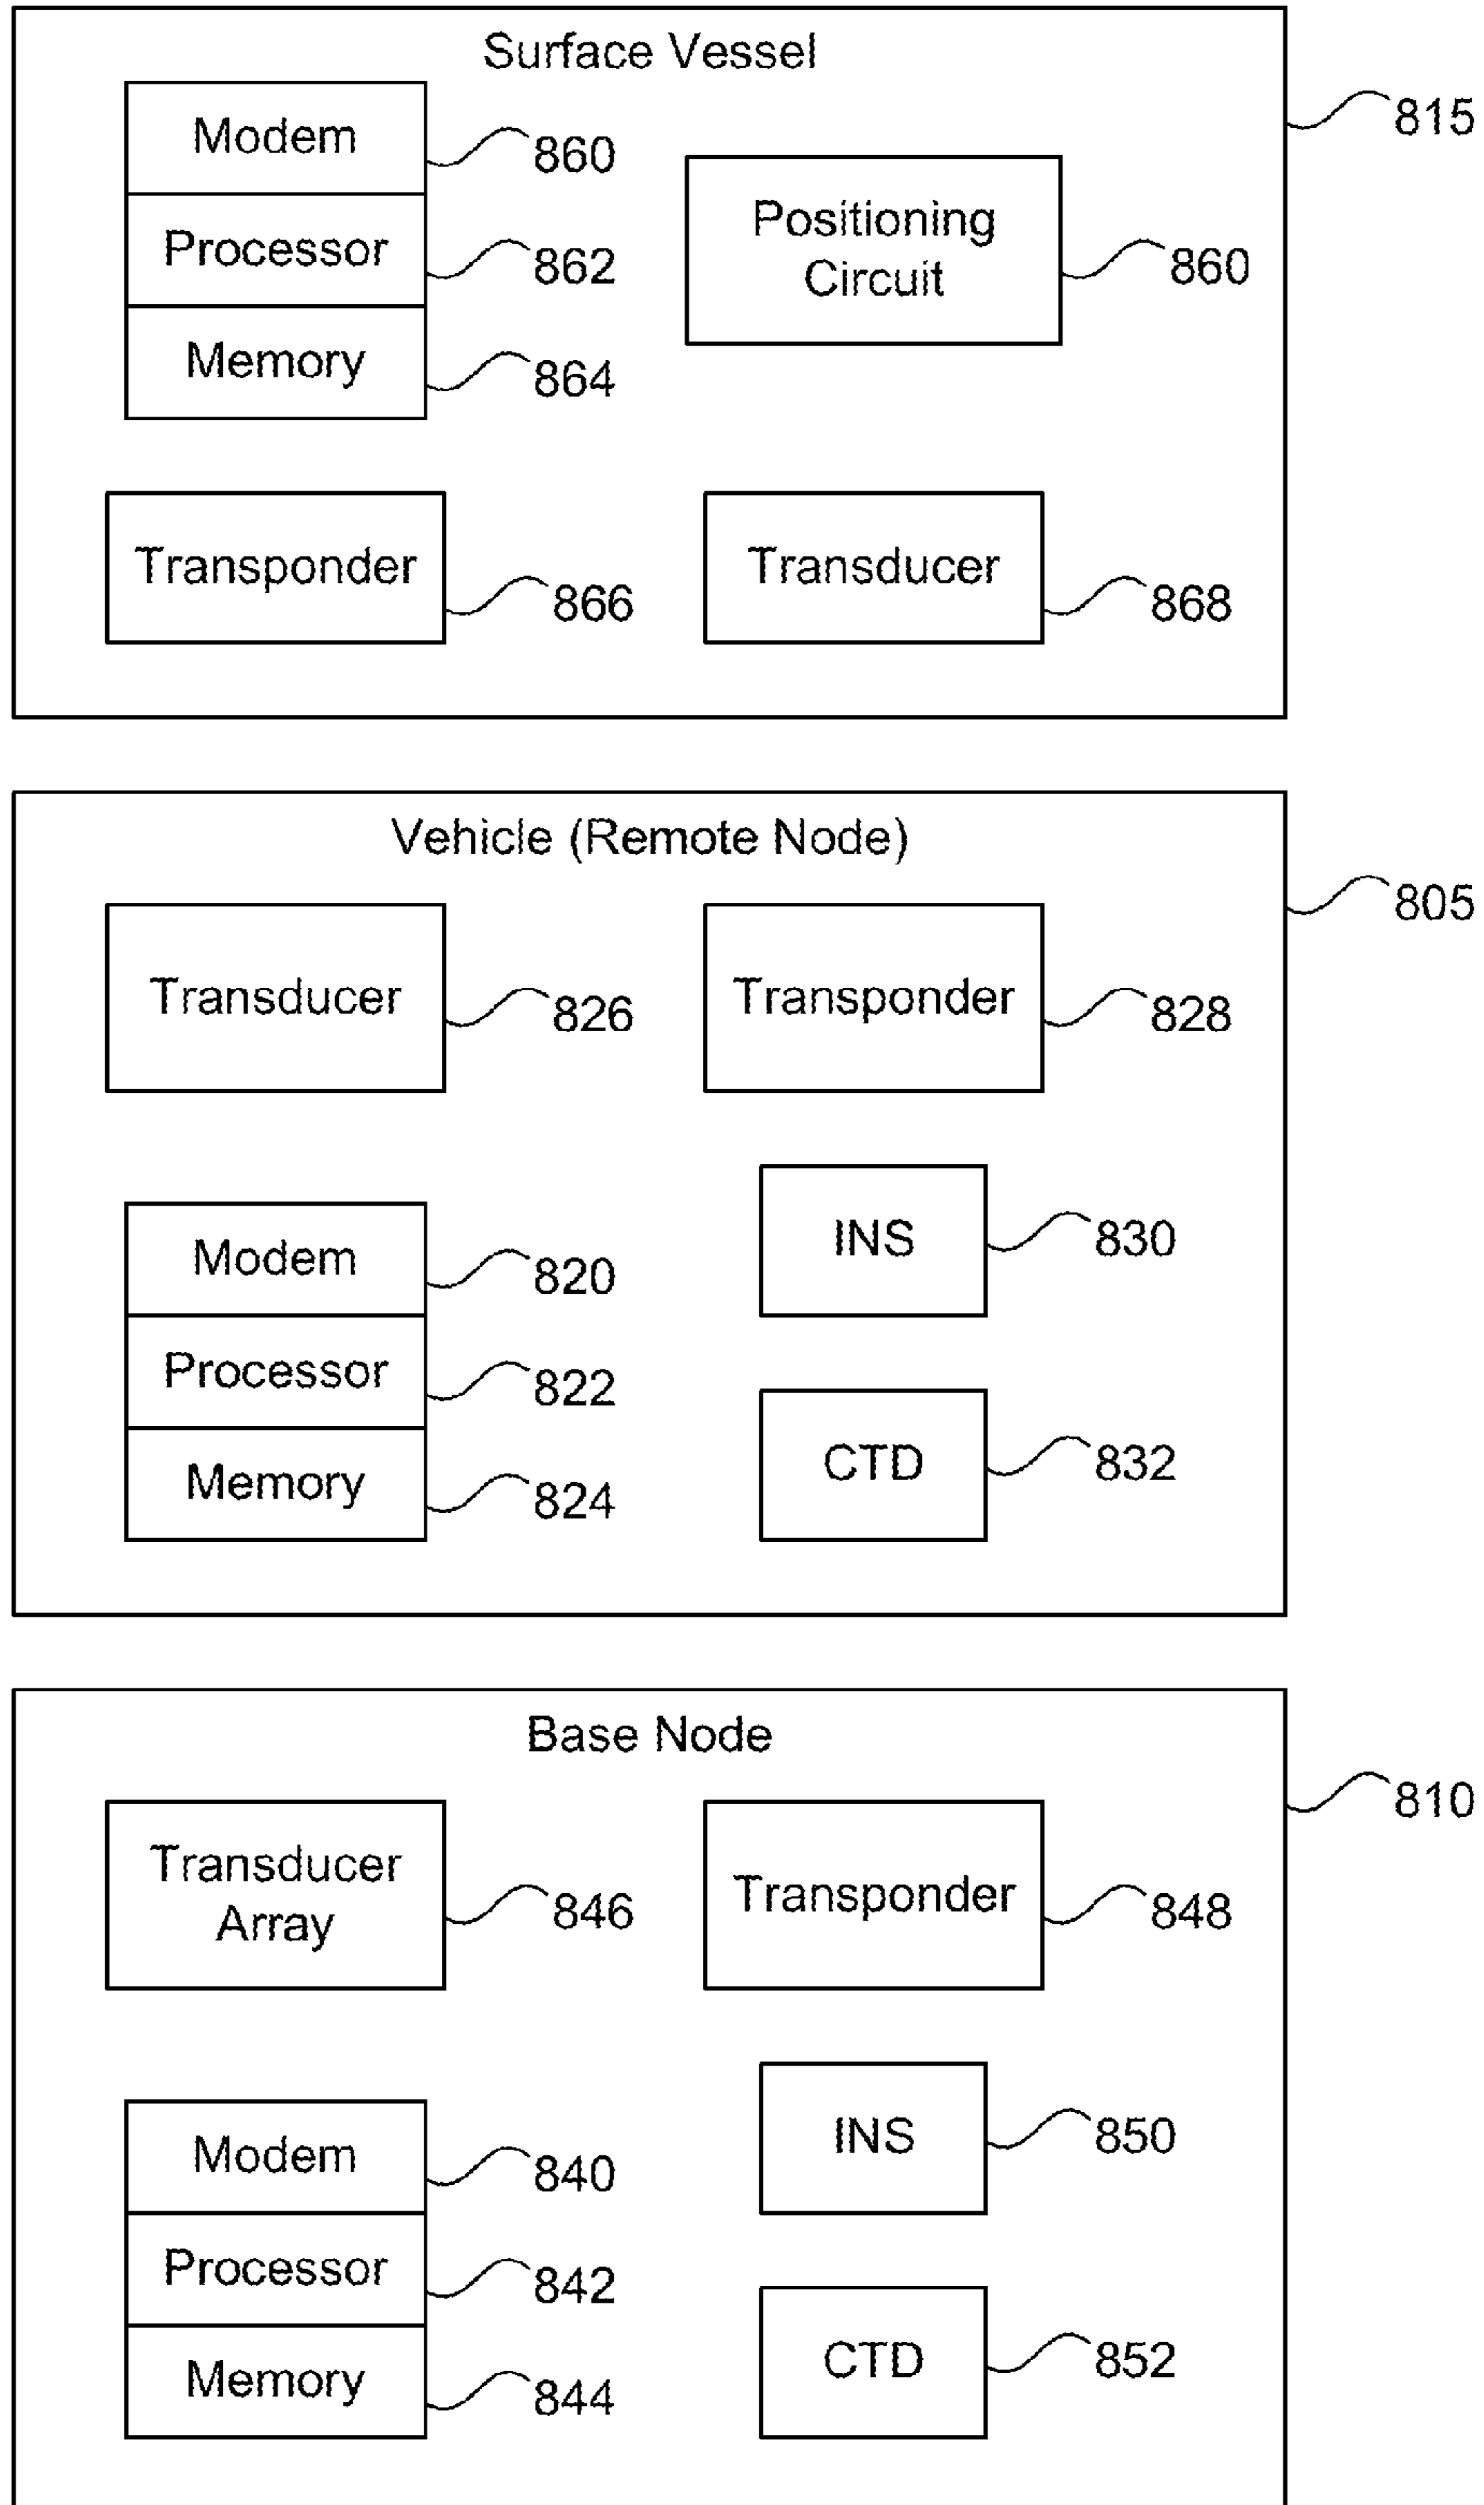 Surface Vessel
815
Modem
860
Processor
862
Memory
864
Positioning
Circuit
860
Transponder
866
Transducer
868
Vehicle (Remote Node)
805
Transducer
826
Transponder
828
Modem
820
Processor
822
Memory
824
INS
830
CTD
832
Base Node
810
Transducer
Array
846
Transponder
848
Modem
840
Processor
842
Memory
844
INS
850
CTD
852